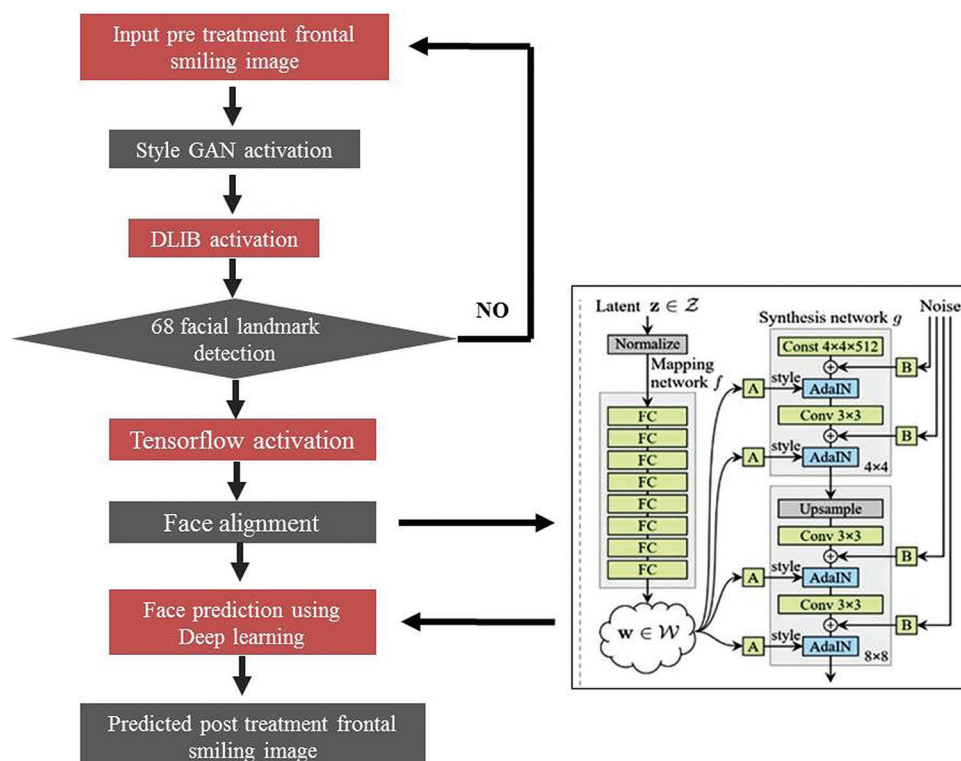 Input pre treatment frontal
smiling image
Style GAN activation
DLIB activation
68 facial landmark
detection
NO
Tensorflow activation
Face alignment
Face prediction using
Deep learning
Predicted post treatment frontal
smiling image
Latent z ∈ Z
Normalize
Mapping
network f
FC
FC
FC
FC
FC
FC
FC
FC
w ∈ W
Noise
Synthesis network g
Const 4×4×512
B
A
style
AdaIN
Conv 3×3
B
A
style
AdaIN
4×4
Upsample
Conv 3×3
B
A
style
AdaIN
Conv 3×3
B
A
style
AdaIN
8×8